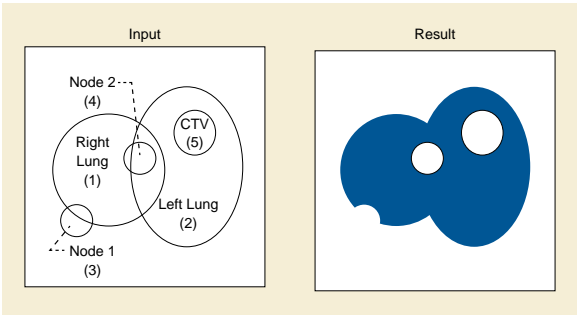 Input
Result
Node 2
(4)
CTV
(5)
Right
Lung
(1)
Left Lung
(2)
Node 1
(3)